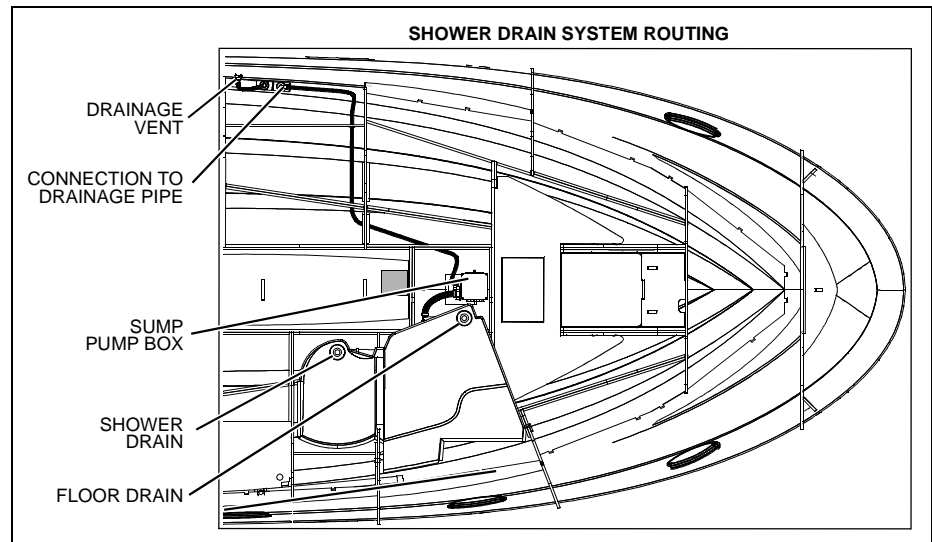 SHOWER DRAIN SYSTEM ROUTING
DRAINAGE
VENT
CONNECTION TO
DRAINAGE PIPE
SUMP
PUMP BOX
SHOWER
DRAIN
FLOOR DRAIN